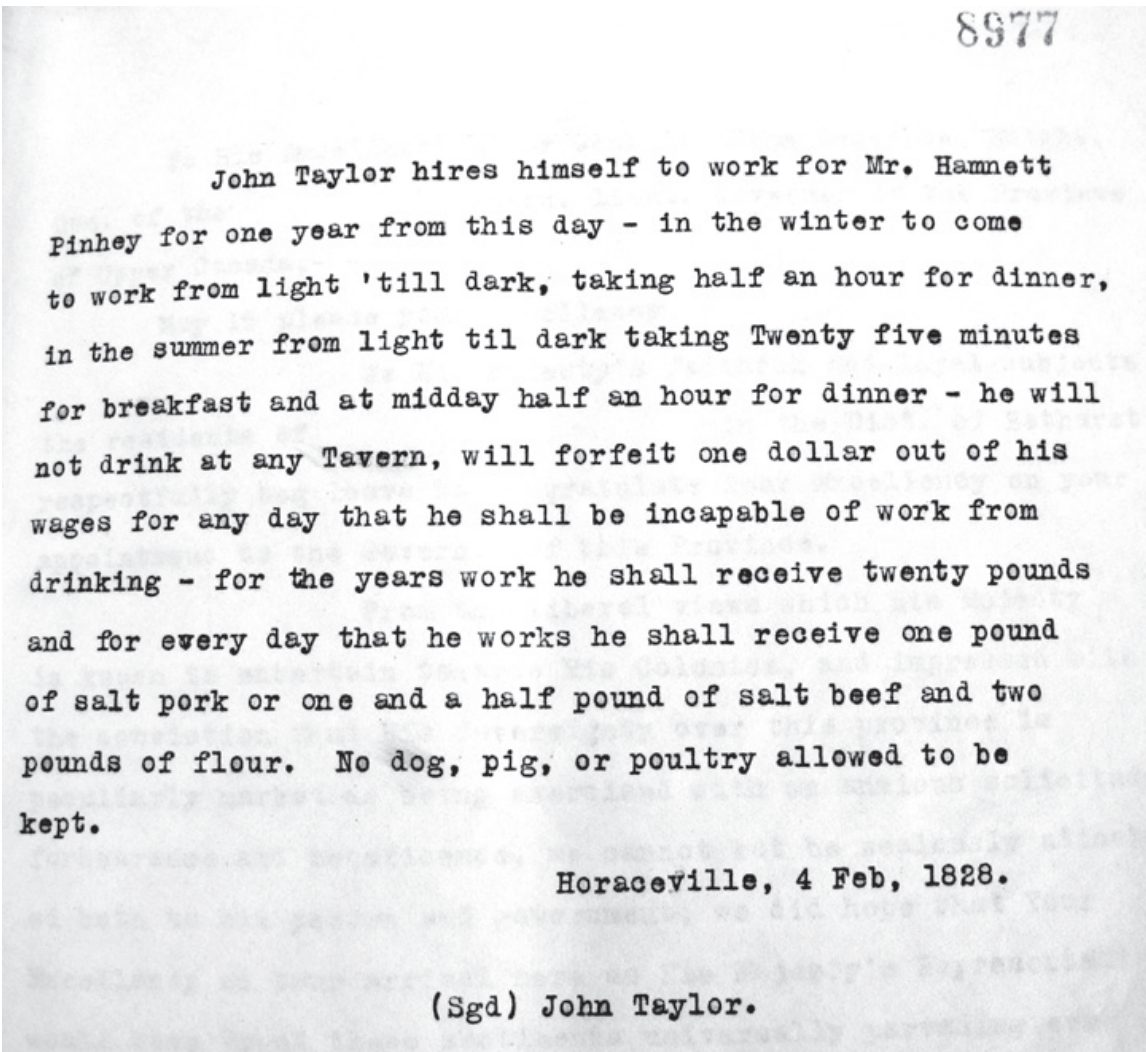 8977
John Taylor hires himself to work for Mr. Hamnett
Pinhey for one year from this day - in the winter to come
to work from light 'till dark, taking half an hour for dinner,
in the summer from light til dark taking Twenty five minutes
for breakfast and at midday half an hour for dinner - he will
not drink at any Tavern, will forfeit one dollar out of his
wages for any day that he shall be incapable of work from
drinking - for the years work he shall receive twenty pounds
and for every day that he works he shall receive one pound
of salt pork or one and a half pound of salt beef and two
pounds of flour. No dog, pig, or poultry allowed to be
kept.
Horaceville, 4 Feb, 1828.
(Sgd) John Taylor.